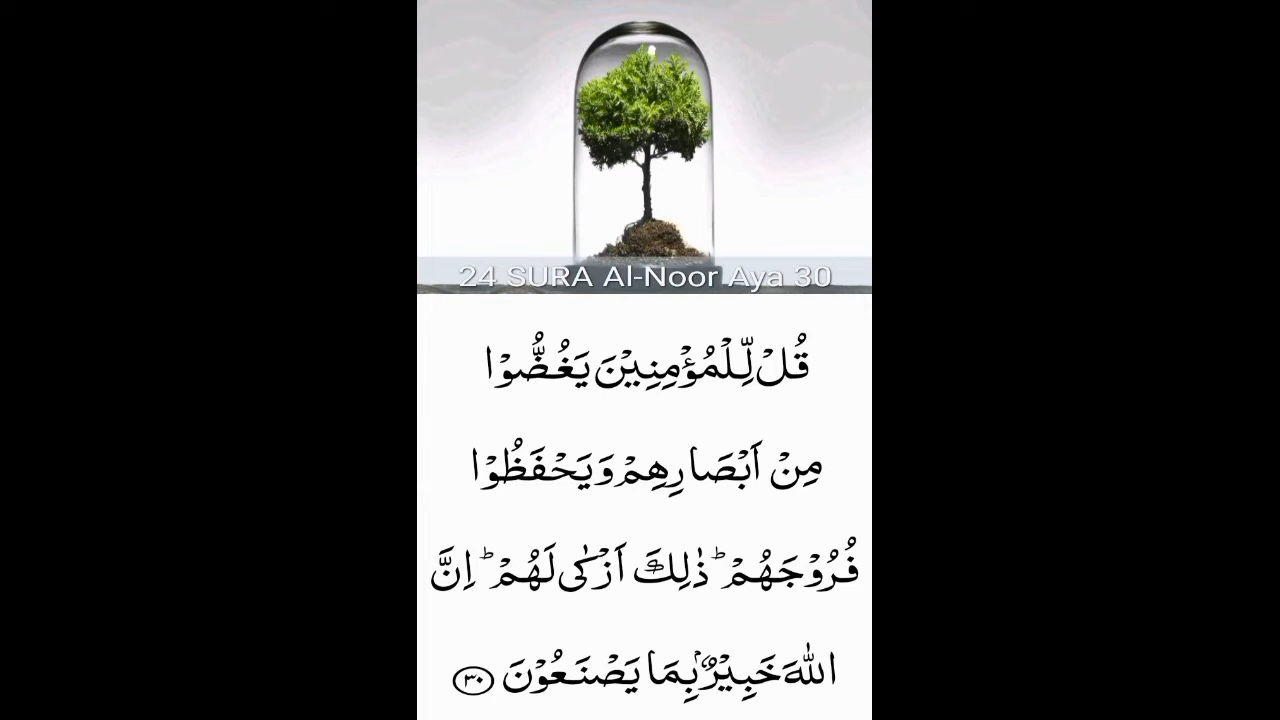 24 SURA Al-Noor Aya 30
قُلْ لِّلْمُؤْمِنِيْنَ يَغُضُّوْا
مِنْ اَبْصَارِهِمْ وَيَحْفَظُوْا
فُرُوْجَهُمْ ؕ ذٰلِكَ اَزْكٰى لَهُمْ ؕ اِنَّ
اللّٰهَ خَبِيْرٌۢ بِمَا يَصْنَعُوْنَ ٣٠